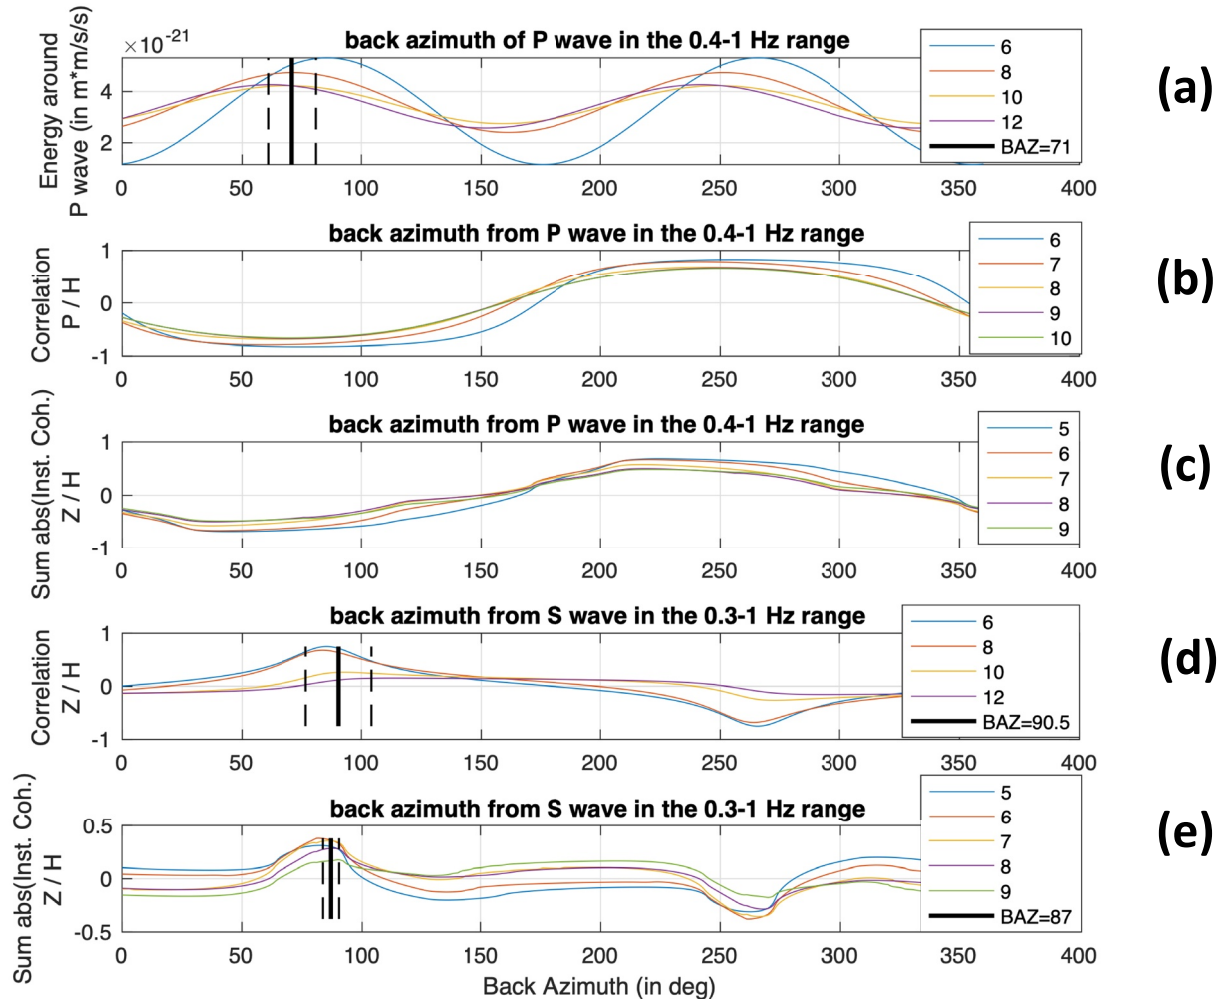 ×10^-21
back azimuth of P wave in the 0.4-1 Hz range
Energy around
P wave (in m*m/s/s)
4
2
0 50 100 150 200 250 300 350 400
6
8
10
12
BAZ=71
(a)
back azimuth from P wave in the 0.4-1 Hz range
Correlation
P / H
1
0
-1
0 50 100 150 200 250 300 350 400
6
7
8
9
10
(b)
back azimuth from P wave in the 0.4-1 Hz range
Sum abs(Inst. Coh.)
Z / H
1
0
-1
0 50 100 150 200 250 300 350 400
5
6
7
8
9
(c)
back azimuth from S wave in the 0.3-1 Hz range
Correlation
Z / H
1
0
-1
0 50 100 150 200 250 300 350 400
6
8
10
12
BAZ=90.5
(d)
back azimuth from S wave in the 0.3-1 Hz range
Sum abs(Inst. Coh.)
Z / H
0.5
0
-0.5
0 50 100 150 200 250 300 350 400
5
6
7
8
9
BAZ=87
(e)
Back Azimuth (in deg)